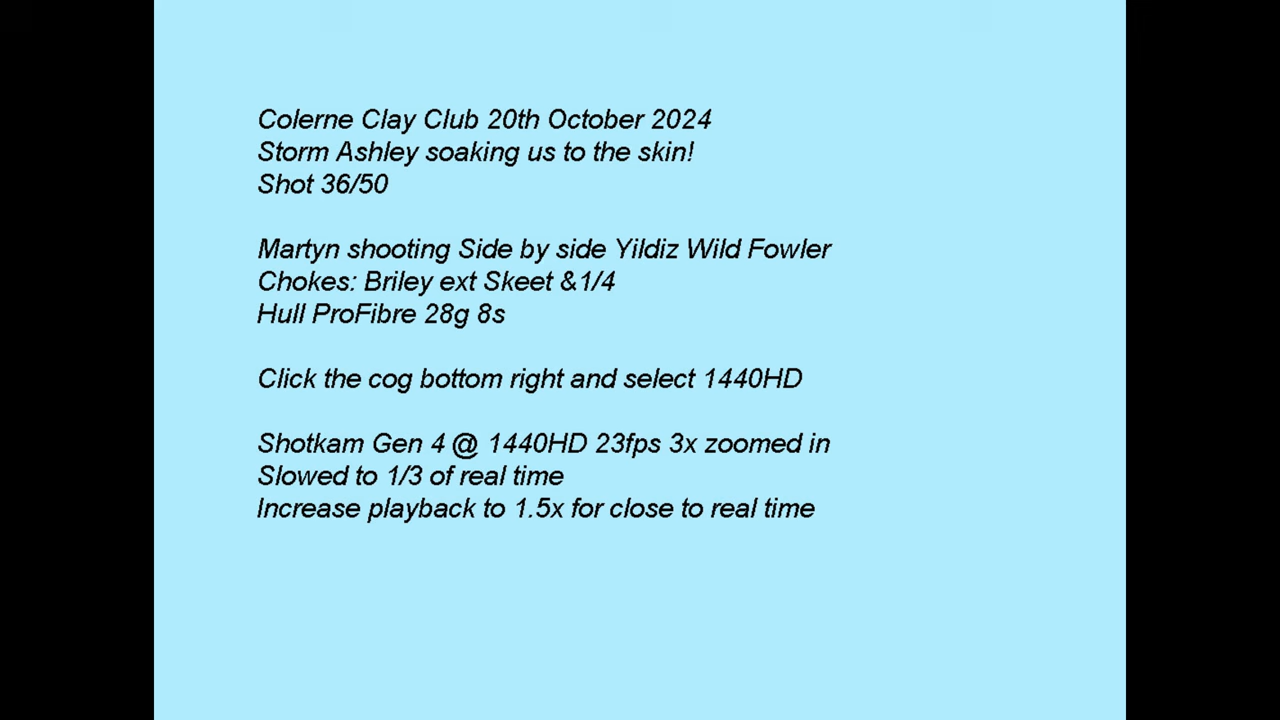 Colerne Clay Club 20th October 2024
Storm Ashley soaking us to the skin!
Shot 36/50
Martyn shooting Side by side Yildiz Wild Fowler
Chokes: Briley ext Skeet &1/4
Hull ProFibre 28g 8s
Click the cog bottom right and select 1440HD
Shotkam Gen 4 @ 1440HD 23fps 3x zoomed in
Slowed to 1/3 of real time
Increase playback to 1.5x for close to real time